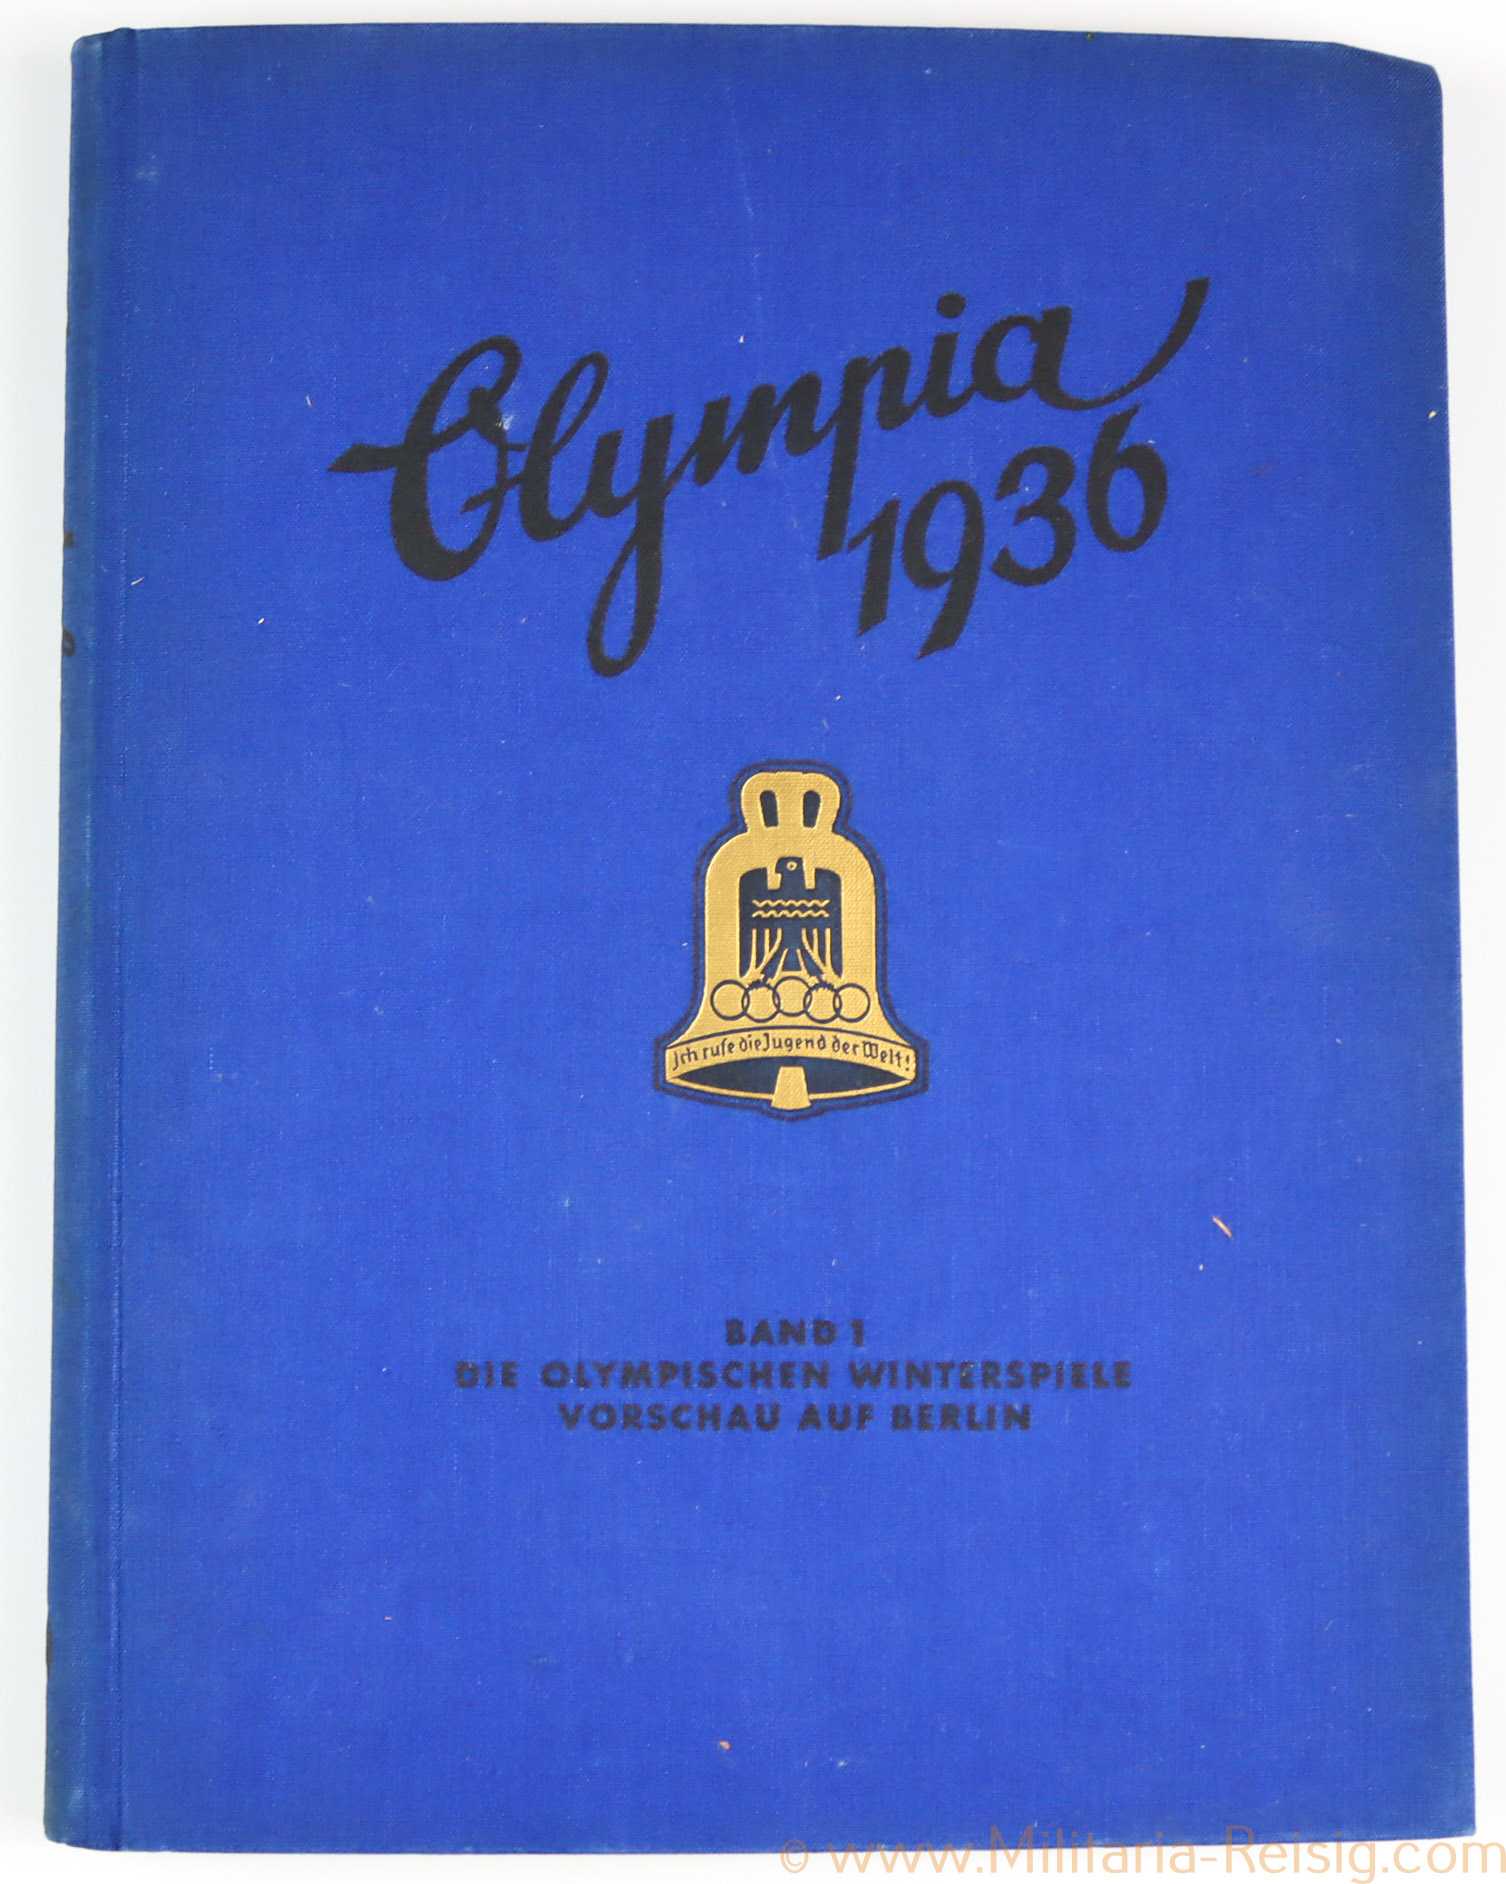 Olympia
1936
Ich rufe die Jugend der Welt!
BAND 1
DIE OLYMPISCHEN WINTERSPIELE
VORSCHAU AUF BERLIN
© www.Militaria-Reisig.com